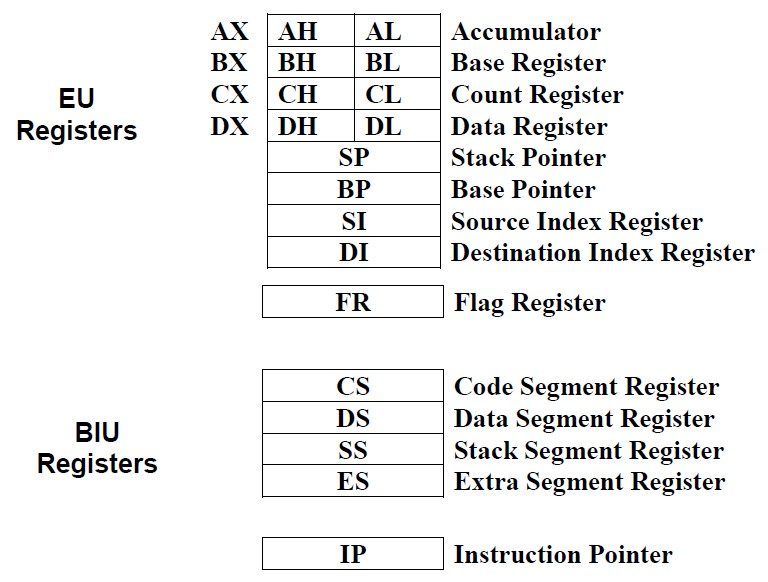 AX AH AL Accumulator
BX BH BL Base Register
CX CH CL Count Register
DX DH DL Data Register
EU
Registers
SP Stack Pointer
BP Base Pointer
SI Source Index Register
DI Destination Index Register
FR Flag Register
CS Code Segment Register
DS Data Segment Register
BIU
Registers
SS Stack Segment Register
ES Extra Segment Register
IP Instruction Pointer